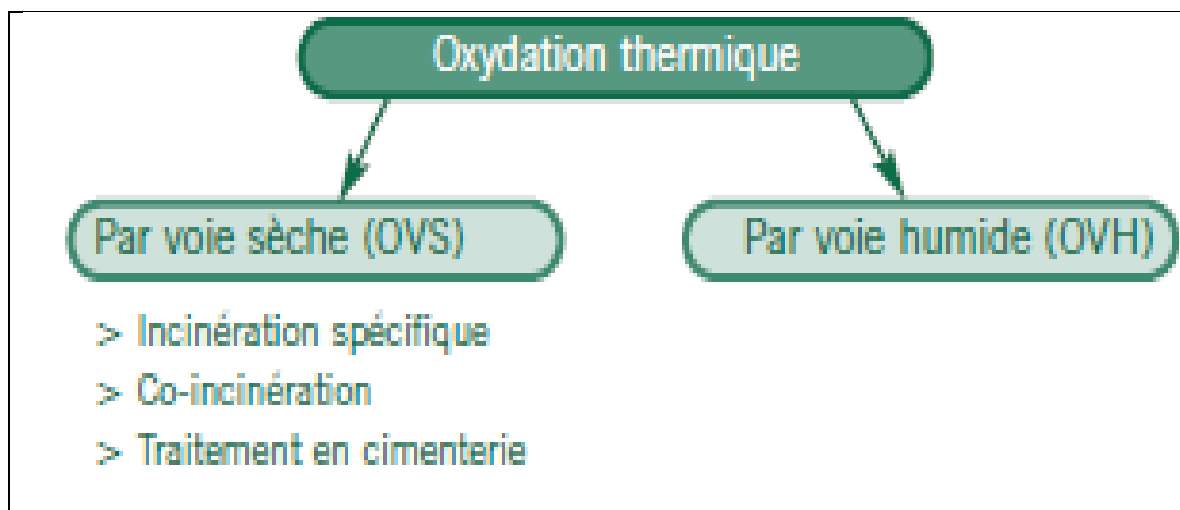 Oxydation thermique
Par voie sèche (OVS)
Par voie humide (OVH)
> Incinération spécifique
> Co-incinération
> Traitement en cimenterie